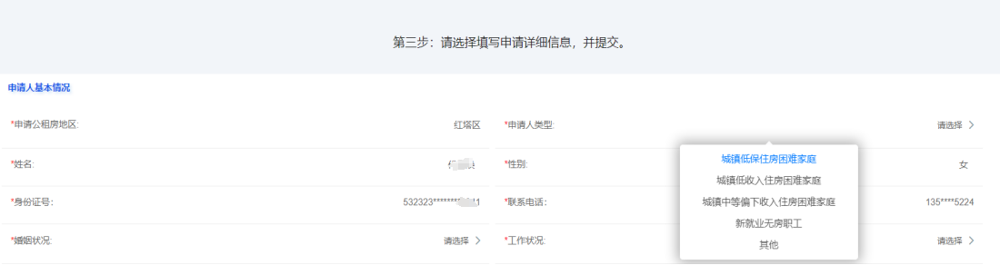 第三步：请选择填写申请详细信息，并提交。
申请人基本情况
*申请公租房地区: 红塔区 *申请人类型: 请选择
城镇低保住房困难家庭
*姓名: *性别: 女
城镇低收入住房困难家庭
*身份证号: 532323******* *联系电话: 135****5224
城镇中等偏下收入住房困难家庭
新就业无房职工
*婚姻状况: 请选择 *工作状况: 请选择
其他